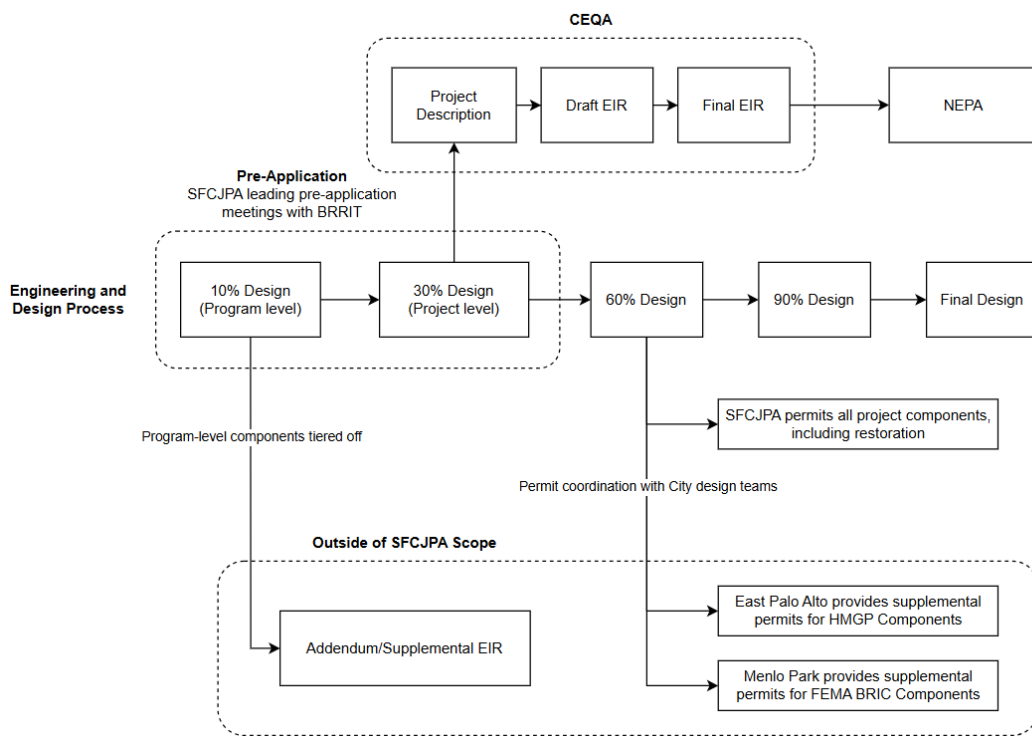 CEQA
Project
Description
Draft EIR
Final EIR
NEPA
Pre-Application
SFCJPA leading pre-application
meetings with BRRIT
Engineering and
Design Process
10% Design
(Program level)
30% Design
(Project level)
60% Design
90% Design
Final Design
Program-level components tiered off
SFCJPA permits all project components,
including restoration
Permit coordination with City design teams
Outside of SFCJPA Scope
Addendum/Supplemental EIR
East Palo Alto provides supplemental
permits for HMGP Components
Menlo Park provides supplemental
permits for FEMA BRIC Components